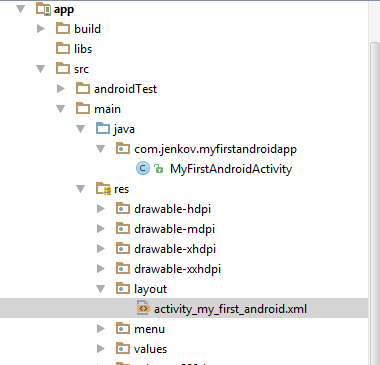 app
build
libs
src
androidTest
main
java
com.jenkov.myfirstandroidapp
MyFirstAndroidActivity
res
drawable-hdpi
drawable-mdpi
drawable-xhdpi
drawable-xxhdpi
layout
activity_my_first_android.xml
menu
values